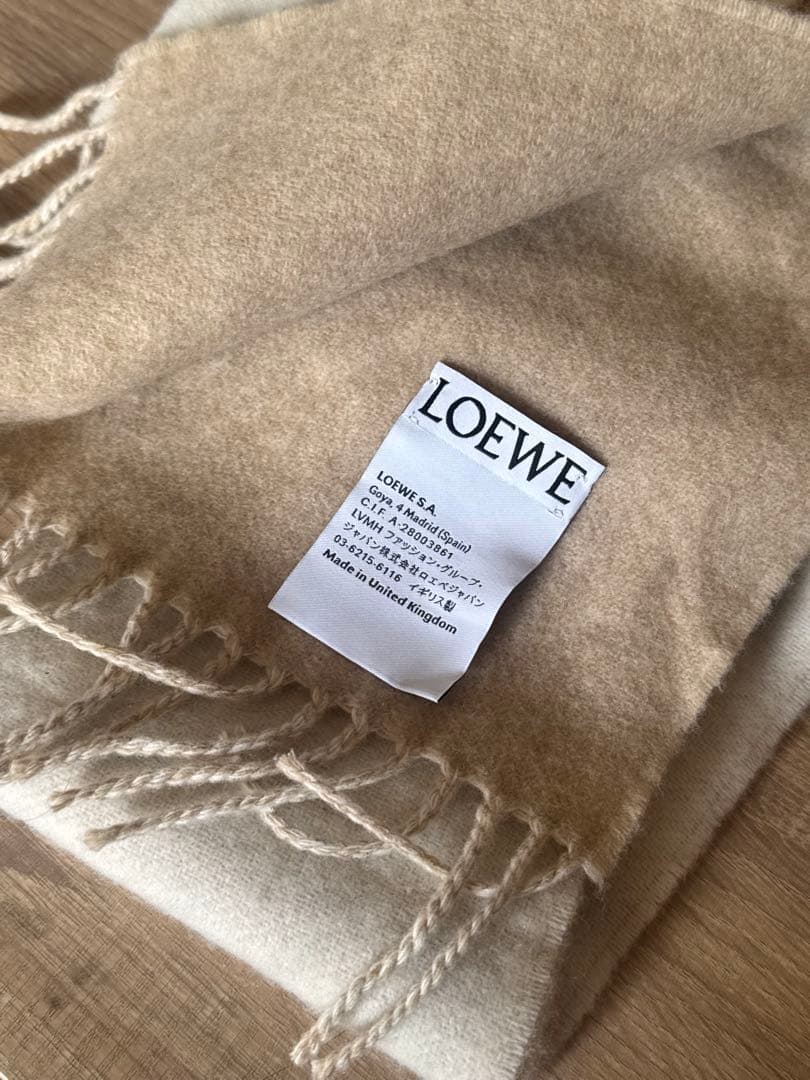 LOEWE
LOEWE S.A.
Goya, 4 Madrid (Spain)
C.I.F. A-28003861
LVMH ファッション・グループ・
ジャパン株式会社ロエベジャパン
03-6215-6116 イギリス製
Made in United Kingdom